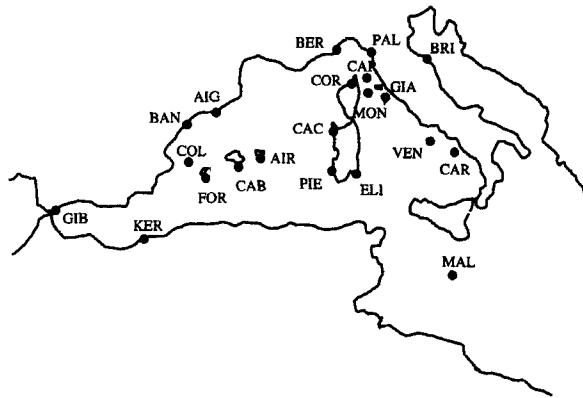 BER
PAL
BRI
CAP
COR
GIA
AIG
MON
BAN
CAC
COL
AIR
VEN
CAR
PIE
ELI
FOR
CAB
GIB
KER
MAL